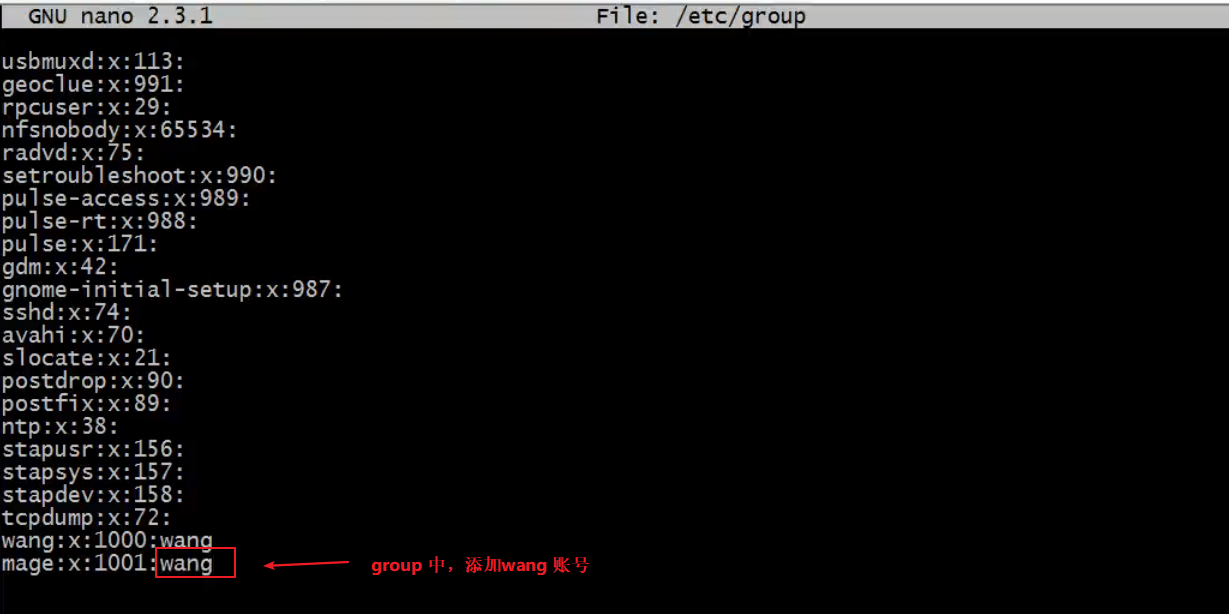 GNU nano 2.3.1 File: /etc/group
usbmuxd:x:113:
geoclue:x:991:
rpcuser:x:29:
nfsnobody:x:65534:
radvd:x:75:
setroubleshoot:x:990:
pulse-access:x:989:
pulse-rt:x:988:
pulse:x:171:
gdm:x:42:
gnome-initial-setup:x:987:
sshd:x:74:
avahi:x:70:
slocate:x:21:
postdrop:x:90:
postfix:x:89:
ntp:x:38:
stapusr:x:156:
stapsys:x:157:
stapdev:x:158:
tcpdump:x:72:
wang:x:1000:wang
mage:x:1001:wang
group 中，添加wang 账号